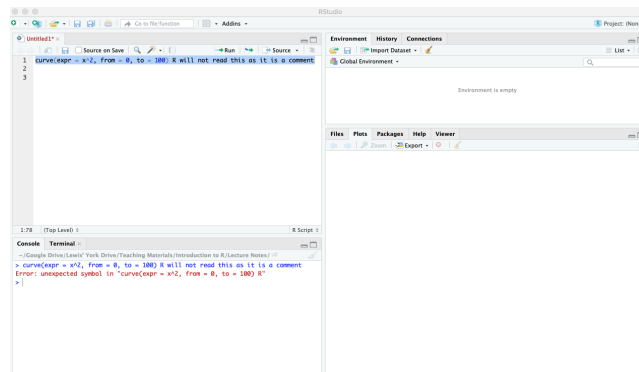 RStudio
Go to file/function
Addins
Project: (Non
Untitled1*
Source on Save
Run
Source
1 curve(expr = x^2, from = 0, to = 100) R will not read this as it is a comment
2
3
1:78 (Top Level) R Script
Console Terminal
~/Google Drive/Lewis' York Drive/Teaching Materials/Introduction to R/Lecture Notes/
> curve(expr = x^2, from = 0, to = 100) R will not read this as it is a comment
Error: unexpected symbol in "curve(expr = x^2, from = 0, to = 100) R"
>
Environment History Connections
Import Dataset
List
Global Environment
Environment is empty
Files Plots Packages Help Viewer
Zoom Export